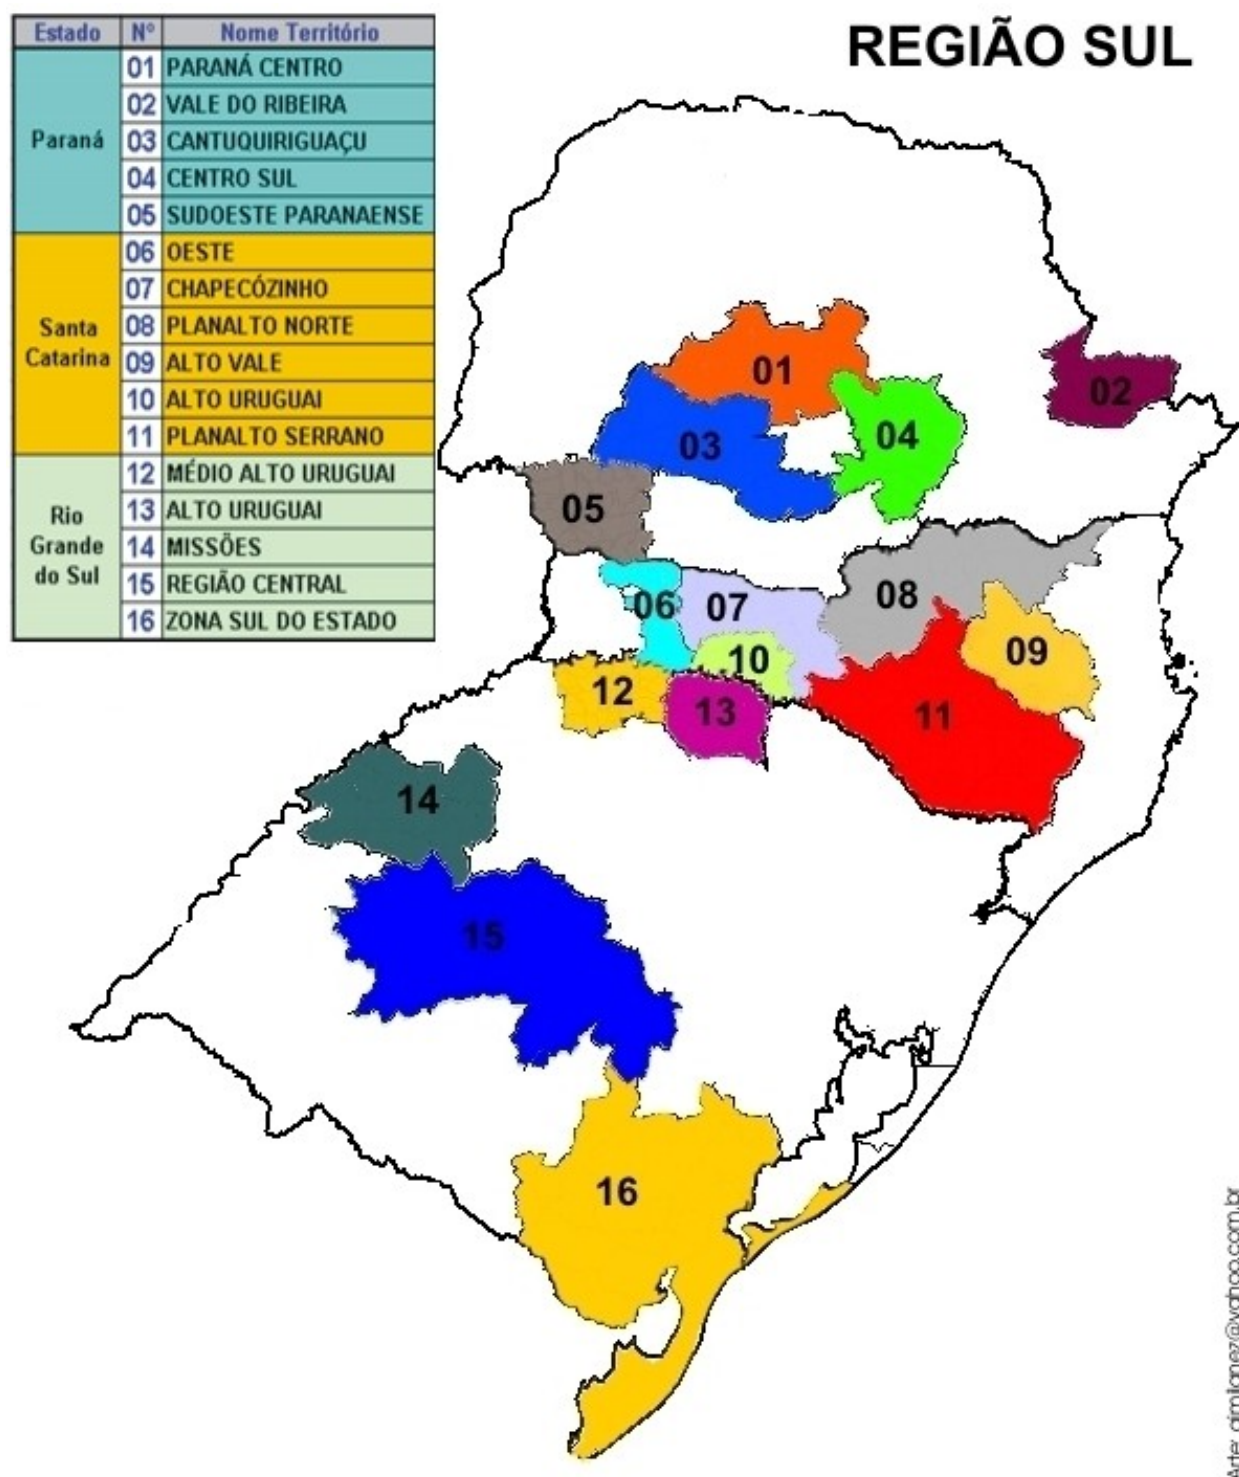 REGIÃO SUL
Estado Nº Nome Território
Paraná
01 PARANÁ CENTRO
02 VALE DO RIBEIRA
03 CANTUQUIRIGUAÇU
04 CENTRO SUL
05 SUDOESTE PARANAENSE
Santa
Catarina
06 OESTE
07 CHAPECÓZINHO
08 PLANALTO NORTE
09 ALTO VALE
10 ALTO URUGUAI
11 PLANALTO SERRANO
Rio
Grande
do Sul
12 MÉDIO ALTO URUGUAI
13 ALTO URUGUAI
14 MISSÕES
15 REGIÃO CENTRAL
16 ZONA SUL DO ESTADO
01
02
03
04
05
06
07
08
09
10
11
12
13
14
15
16
Arte: